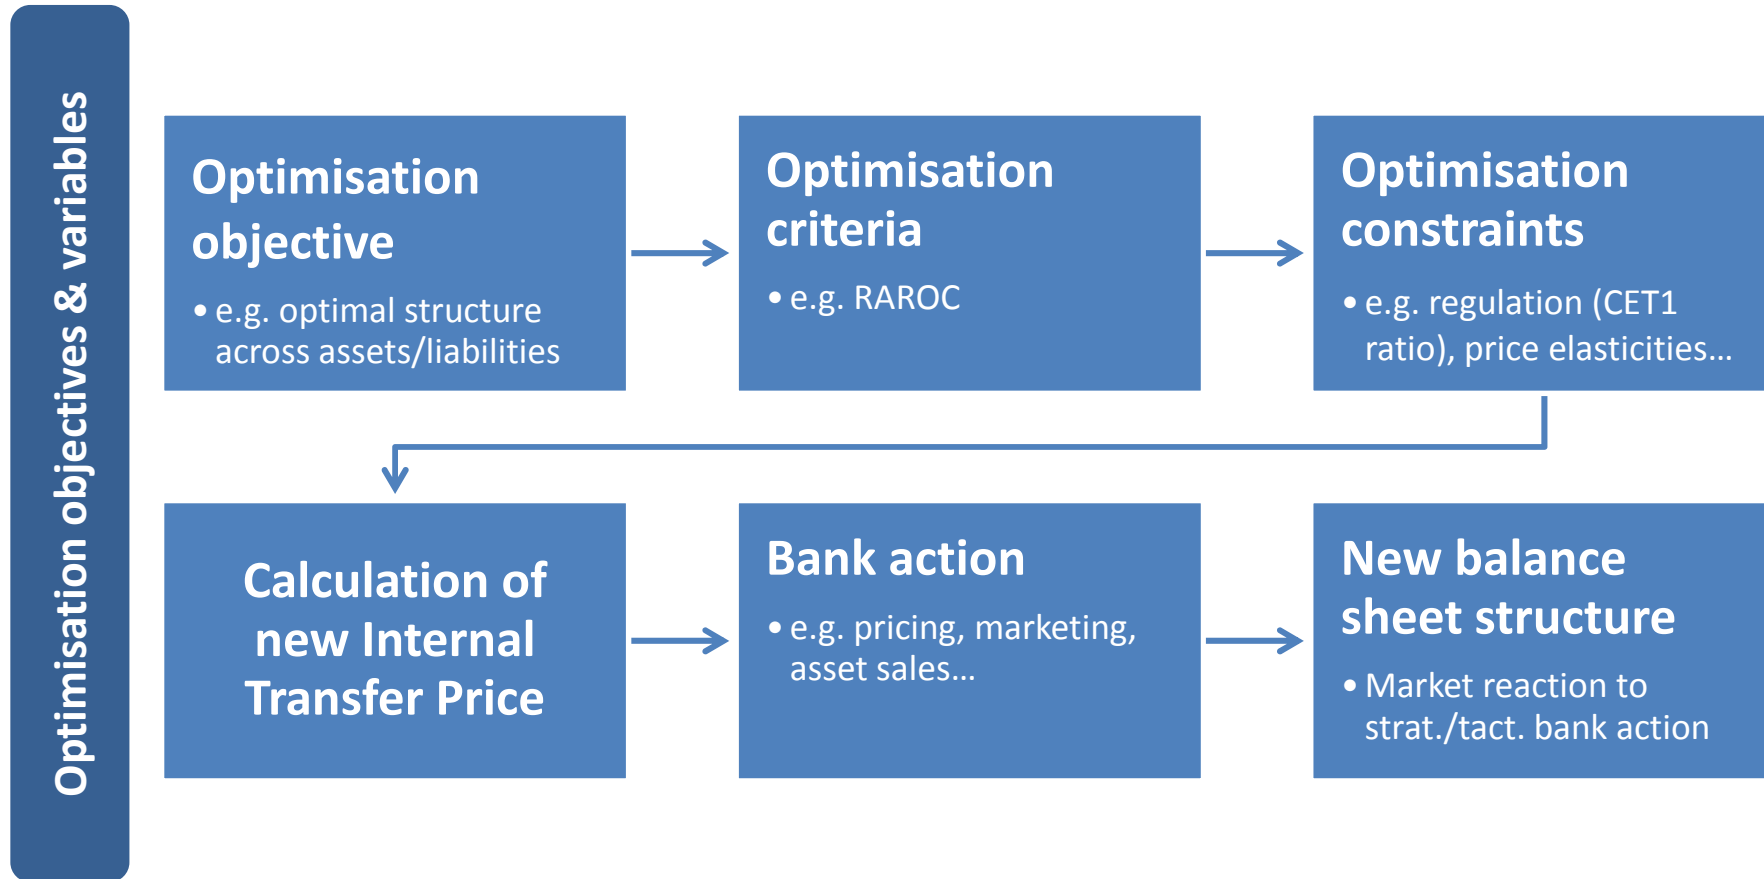 Optimisation objectives & variables
Optimisation
objective
• e.g. optimal structure
across assets/liabilities
Optimisation
criteria
• e.g. RAROC
Optimisation
constraints
• e.g. regulation (CET1
ratio), price elasticities…
Calculation of
new Internal
Transfer Price
Bank action
• e.g. pricing, marketing,
asset sales…
New balance
sheet structure
• Market reaction to
strat./tact. bank action